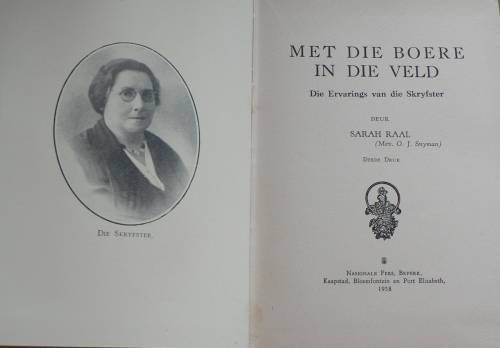 Die Skryfster.
MET DIE BOERE
IN DIE VELD
Die Ervarings van die Skryfster
DEUR
SARAH RAAL
(Mev. O. J. Snyman)
Derde Druk
Nasionale Pers, Beperk,
Kaapstad, Bloemfontein en Port Elizabeth,
1938